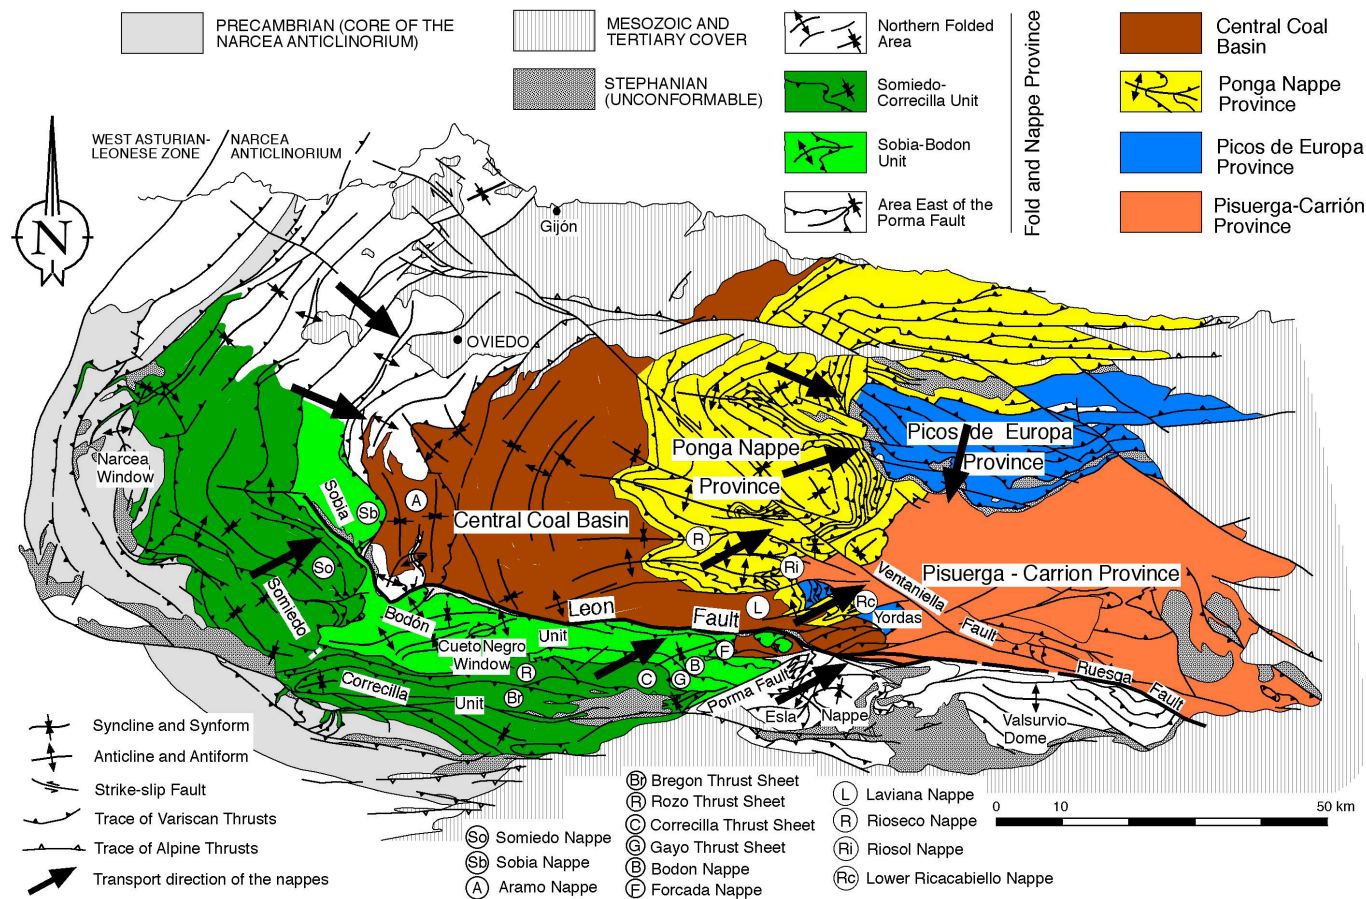 PRECAMBRIAN (CORE OF THE
NARCEA ANTICLINORIUM)
MESOZOIC AND
TERTIARY COVER
STEPHANIAN
(UNCONFORMABLE)
Northern Folded
Area
Somiedo-
Correcilla Unit
Sobia-Bodon
Unit
Area East of the
Porma Fault
Fold and Nappe Province
Central Coal
Basin
Ponga Nappe
Province
Picos de Europa
Province
Pisuerga-Carrión
Province
WEST ASTURIAN-
LEONESE ZONE
NARCEA
ANTICLINORIUM
N
Gijón
OVIEDO
Narcea
Window
Sobia
Sb
A
Central Coal Basin
Ponga Nappe
Province
Picos de Europa
Province
R
Ri
So
Somiedo
Bodón
Unit
Leon
Fault
L
Rc
Yordas
Ventaniella
Fault
Pisuerga - Carrion Province
Cueto Negro
Window
R
Br
Correcilla
Unit
C
G
B
F
Porma Fault
Esla
Nappe
Valsurvio
Dome
Ruesga
Fault
Syncline and Synform
Anticline and Antiform
Strike-slip Fault
Trace of Variscan Thrusts
Trace of Alpine Thrusts
Transport direction of the nappes
So Somiedo Nappe
Sb Sobia Nappe
A Aramo Nappe
Br Bregon Thrust Sheet
R Rozo Thrust Sheet
C Correcilla Thrust Sheet
G Gayo Thrust Sheet
B Bodon Nappe
F Forcada Nappe
L Laviana Nappe
R Rioseco Nappe
Ri Riosol Nappe
Rc Lower Ricacabiello Nappe
0 10 50 km